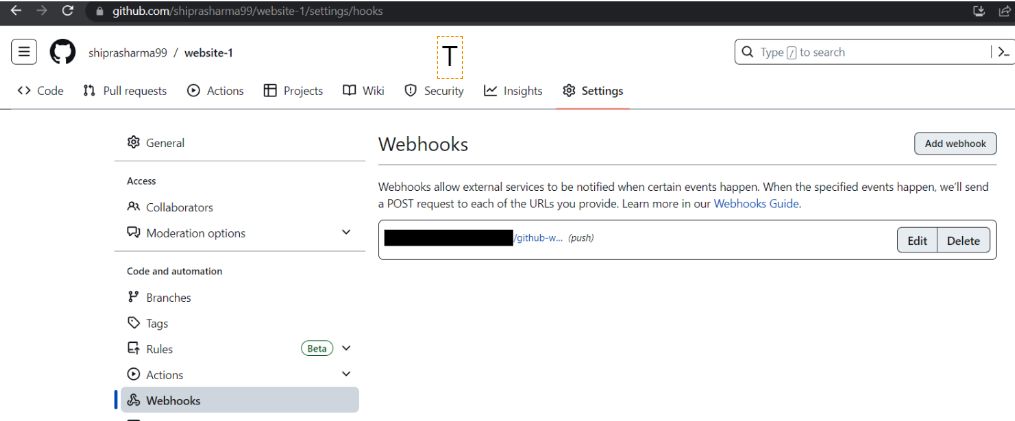 github.com/shiprasharma99/website-1/settings/hooks
shiprasharma99 / website-1
T
Type / to search
Code Pull requests Actions Projects Wiki Security Insights Settings
General
Access
Collaborators
Moderation options
Code and automation
Branches
Tags
Rules Beta
Actions
Webhooks
Webhooks Add webhook
Webhooks allow external services to be notified when certain events happen. When the specified events happen, we'll send
a POST request to each of the URLs you provide. Learn more in our Webhooks Guide.
/github-w... (push) Edit Delete